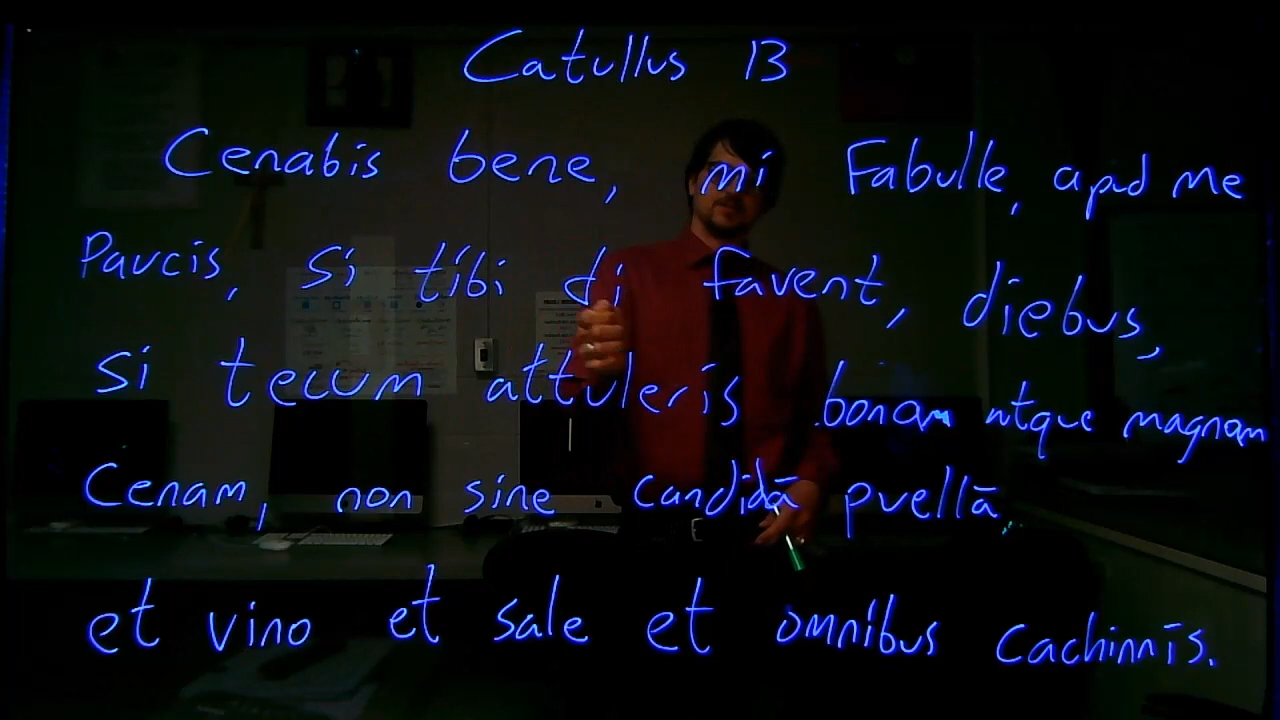 Catullus 13
Cenabis bene, mi Fabulle, apud me
Paucis, si tibi di favent, diebus,
si tecum attuleris bonam atque magnam
Cenam, non sine candidā puellā,
et vino et sale et omnibus cachinnīs.